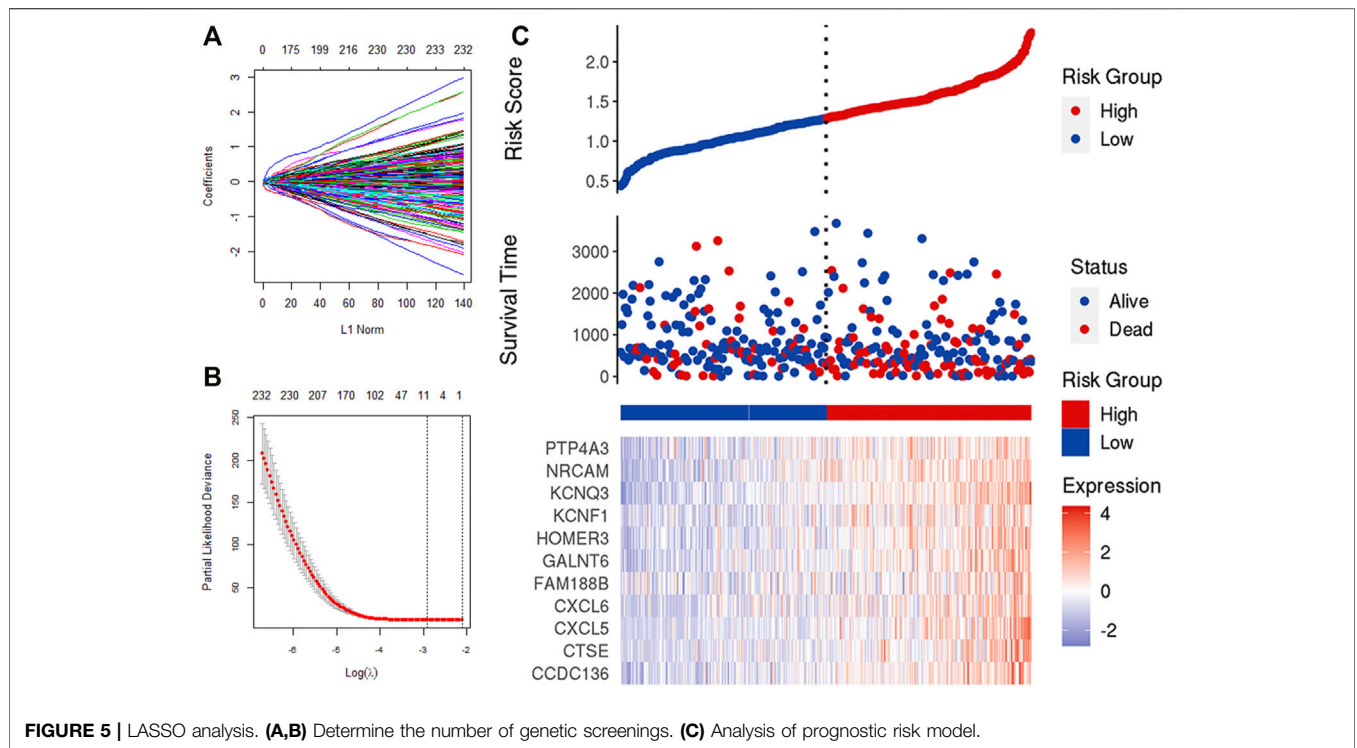 A
0 175 199 216 230 230 233 232
3
2
1
0
-1
-2
Coefficients
0 20 40 60 80 100 120 140
L1 Norm
B
232 230 207 170 102 47 11 4 1
250
200
150
100
50
Partial Likelihood Deviance
-6 -5 -4 -3 -2
Log(λ)
C
2.0
1.5
1.0
0.5
Risk Score
Risk Group
High
Low
3000
2000
1000
0
Survival Time
Status
Alive
Dead
Risk Group
High
Low
PTP4A3
NRCAM
KCNQ3
KCNF1
HOMER3
GALNT6
FAM188B
CXCL6
CXCL5
CTSE
CCDC136
Expression
4
2
0
-2
FIGURE 5 | LASSO analysis. (A,B) Determine the number of genetic screenings. (C) Analysis of prognostic risk model.